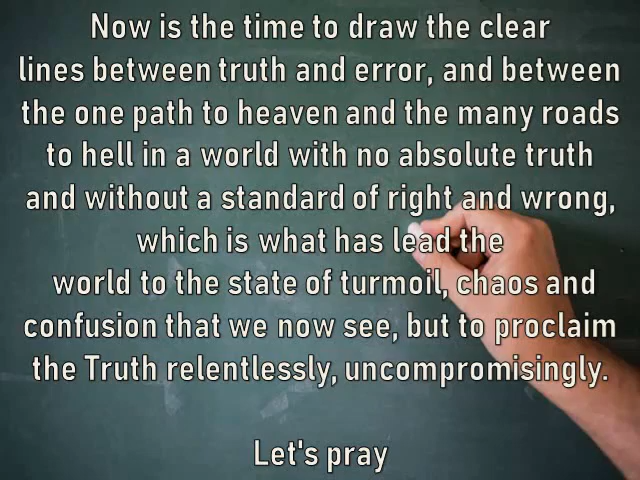 Now is the time to draw the clear
lines between truth and error, and between
the one path to heaven and the many roads
to hell in a world with no absolute truth
and without a standard of right and wrong,
which is what has lead the
world to the state of turmoil, chaos and
confusion that we now see, but to proclaim
the Truth relentlessly, uncompromisingly.
Let's pray